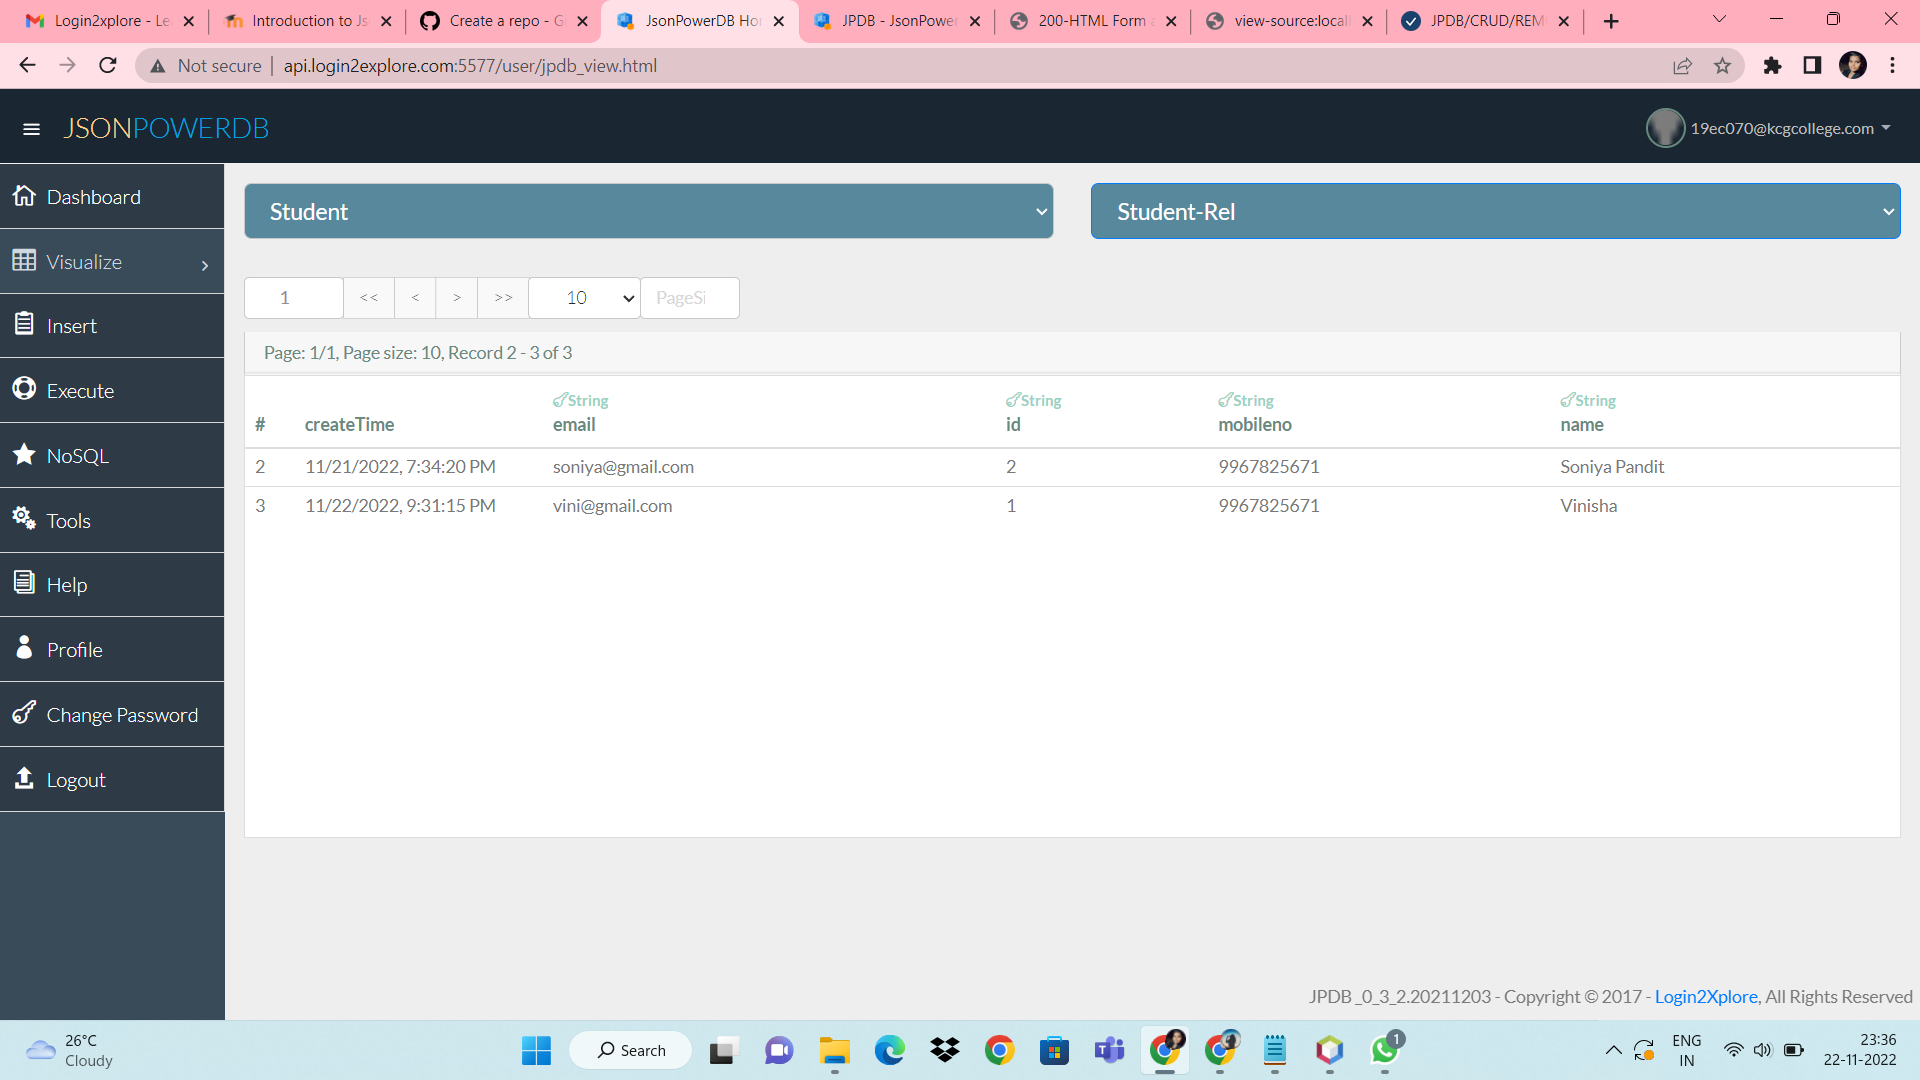 Login2xplore - Le
Introduction to Js
Create a repo - G
JsonPowerDB Ho
JPDB - JsonPower
200-HTML Form a
view-source:local
JPDB/CRUD/REM
Not secure
api.login2explore.com:5577/user/jpdb_view.html
JSONPOWERDB
19ec070@kcgcollege.com
Dashboard
Visualize
Insert
Execute
NoSQL
Tools
Help
Profile
Change Password
Logout
Student
Student-Rel
1 << < > >> 10 PageSi
Page: 1/1, Page size: 10, Record 2 - 3 of 3
String String String String
# createTime email id mobileno name
2 11/21/2022, 7:34:20 PM soniya@gmail.com 2 9967825671 Soniya Pandit
3 11/22/2022, 9:31:15 PM vini@gmail.com 1 9967825671 Vinisha
JPDB_0_3_2.20211203 - Copyright © 2017 - Login2Xplore, All Rights Reserved
26°C
Cloudy
Search
1
ENG
IN
23:36
22-11-2022